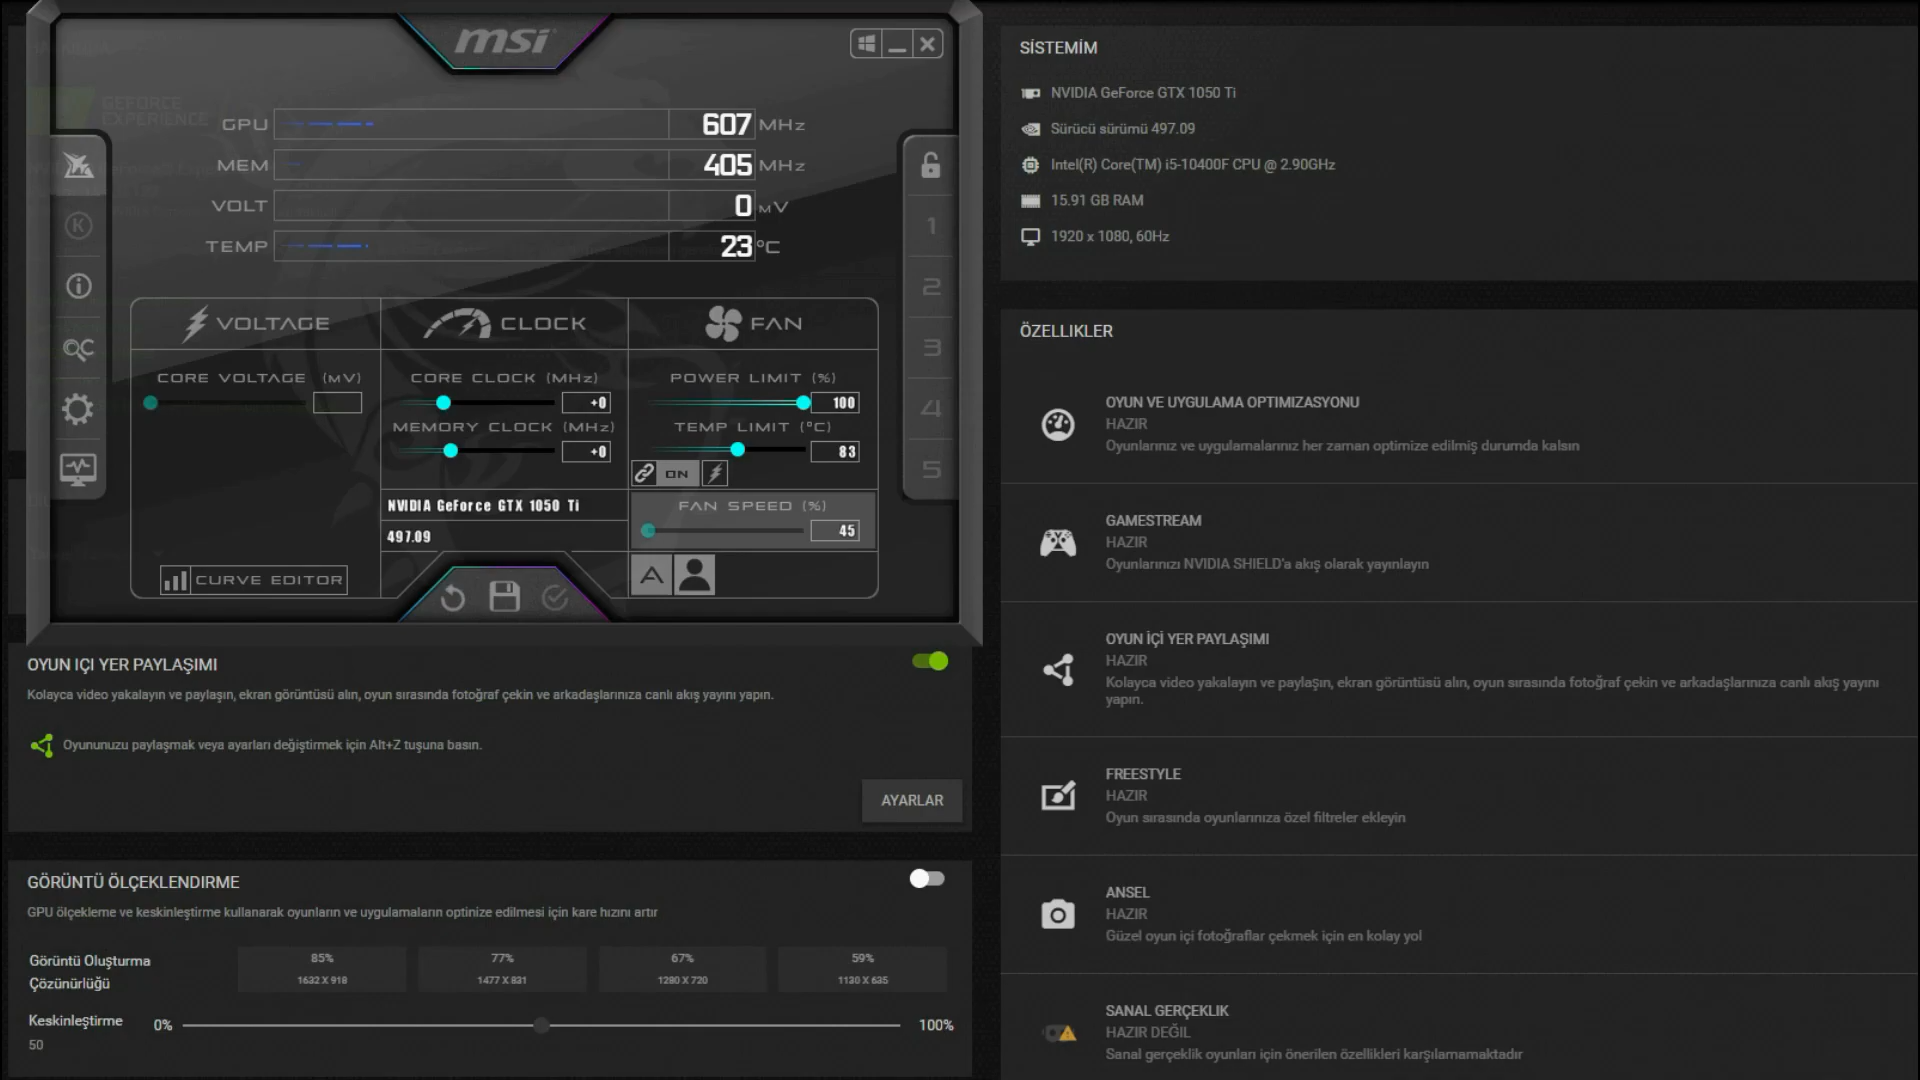 msi
GEFORCE
EXPERIENCE
GPU 607 MHz
MEM 405 MHz
VOLT 0 MV
TEMP 23 °C
K
1
2
3
4
5
VOLTAGE
CORE VOLTAGE (MV)
CURVE EDITOR
CLOCK
CORE CLOCK (MHz)
+0
MEMORY CLOCK (MHz)
+0
NVIDIA GeForce GTX 1050 Ti
497.09
FAN
POWER LIMIT (%)
100
TEMP LIMIT (°C)
83
ON
FAN SPEED (%)
45
A
OYUN IÇI YER PAYLAŞIMI
Kolayca video yakalayın ve paylaşın, ekran görüntüsü alın, oyun sırasında fotoğraf çekin ve arkadaşlarınıza canlı akış yayını yapın.
Oyununuzu paylaşmak veya ayarları değiştirmek için Alt+Z tuşuna basın.
AYARLAR
GÖRÜNTÜ ÖLÇEKLENDIRME
GPU ölçekleme ve keskinleştirme kullanarak oyunların ve uygulamaların optinize edilmesi için kare hızını artır
Görüntü Oluşturma
Çözünürlüğü
85%
1632 X 918
77%
1477 X 831
67%
1280 X 720
59%
1130 X 635
Keskinleştirme
50
0%
100%
SİSTEMİM
NVIDIA GeForce GTX 1050 Ti
Sürücü sürümü 497.09
Intel(R) Core(TM) i5-10400F CPU @ 2.90GHz
15.91 GB RAM
1920 x 1080, 60Hz
ÖZELLIKLER
OYUN VE UYGULAMA OPTIMIZASYONU
HAZIR
Oyunlarınız ve uygulamalarınız her zaman optimize edilmiş durumda kalsın
GAMESTREAM
HAZIR
Oyunlarınızı NVIDIA SHIELD'a akış olarak yayınlayın
OYUN İÇİ YER PAYLAŞIMI
HAZIR
Kolayca video yakalayın ve paylaşın, ekran görüntüsü alın, oyun sırasında fotoğraf çekin ve arkadaşlarınıza canlı akış yayını
yapın.
FREESTYLE
HAZIR
Oyun sırasında oyunlarınıza özel filtreler ekleyin
ANSEL
HAZIR
Güzel oyun içi fotoğraflar çekmek için en kolay yol
SANAL GERÇEKLIK
HAZIR DEĞIL
Sanal gerçeklik oyunları için önerilen özellikleri karşılamamaktadır